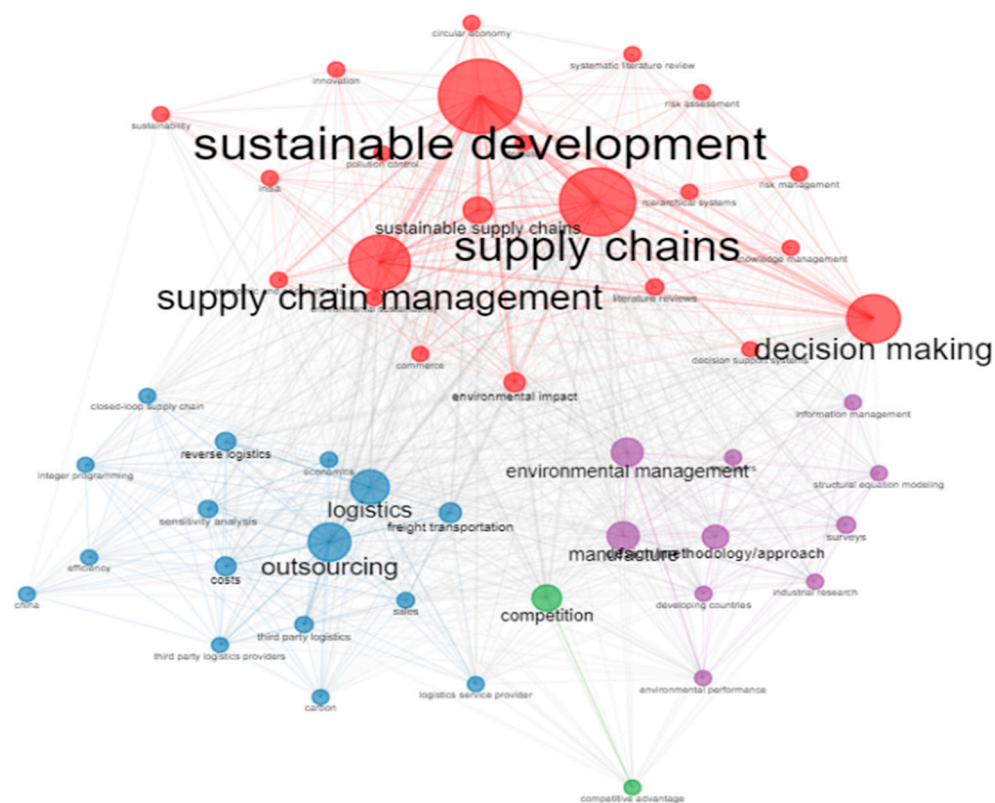 circular economy
systematic literature review
innovation
risk assessment
sustainability
sustainable development
pollution control
india
risk management
hierarchical systems
sustainable supply chains
supply chains
knowledge management
supply chain management
literature reviews
decision making
decision support systems
commerce
environmental impact
closed-loop supply chain
information management
reverse logistics
economics
environmental management
integer programming
structural equation modeling
logistics
sensitivity analysis
freight transportation
surveys
manufacture
design/methodology/approach
outsourcing
efficiency
costs
industrial research
china
sales
developing countries
competition
third party logistics
third party logistics providers
logistics service provider
environmental performance
carbon
competitive advantage